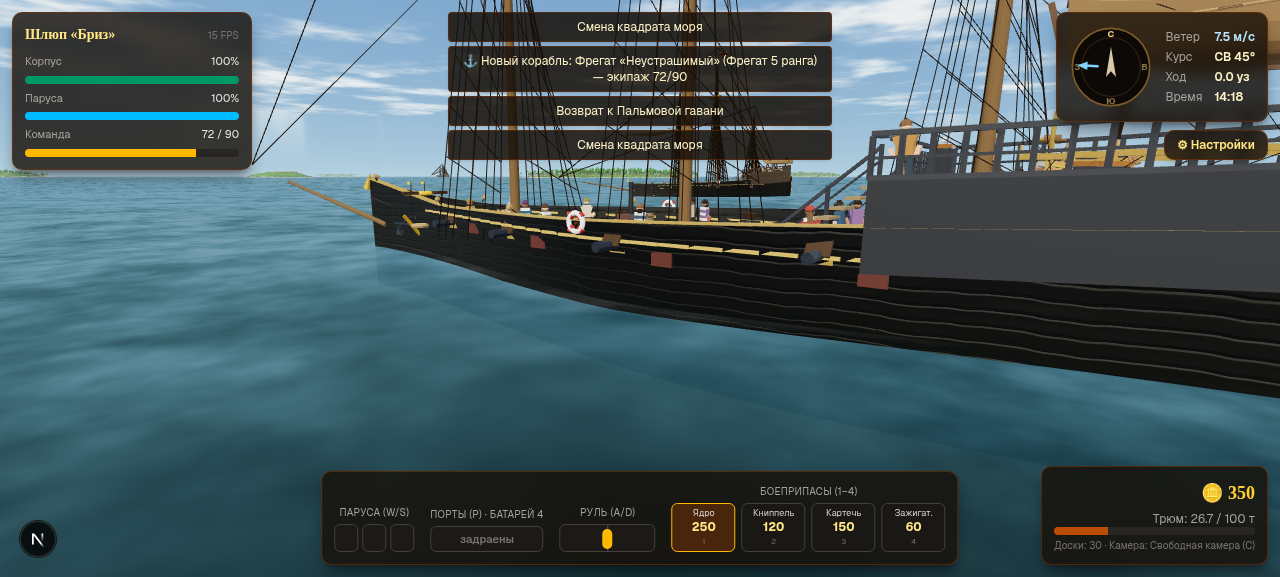 Шлюп «Бриз»
15 FPS
Корпус 100%
Паруса 100%
Команда 72 / 90
Смена квадрата моря
⚓ Новый корабль: Фрегат «Неустрашимый» (Фрегат 5 ранга)
— экипаж 72/90
Возврат к Пальмовой гавани
Смена квадрата моря
С
З
В
Ю
Ветер 7.5 м/с
Курс СВ 45°
Ход 0.0 уз
Время 14:18
⚙ Настройки
N
ПАРУСА (W/S)
ПОРТЫ (P) · БАТАРЕЙ 4
задраены
РУЛЬ (A/D)
БОЕПРИПАСЫ (1–4)
Ядро
250
1
Книппель
120
2
Картечь
150
3
Зажигат.
60
4
🪙 350
Трюм: 26.7 / 100 т
Доски: 30 · Камера: Свободная камера (C)